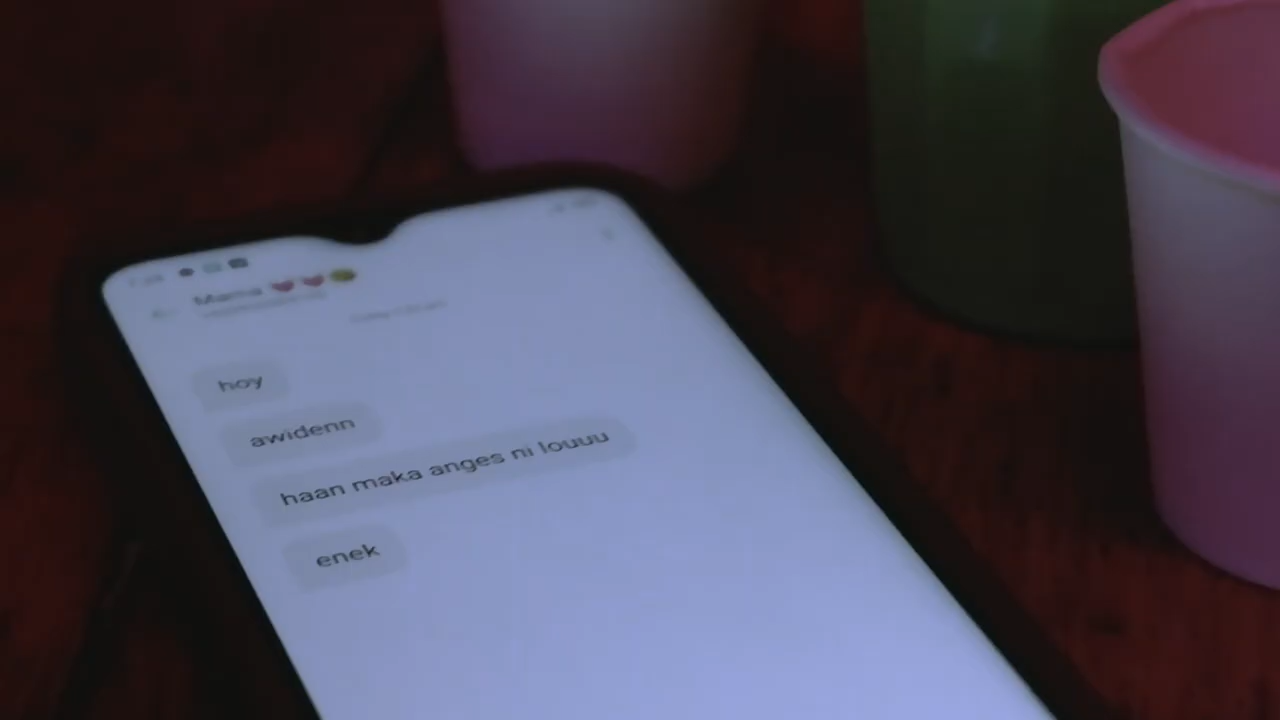 Mama ❤️❤️
hoy
awidenn
haan maka anges ni louuu
enek